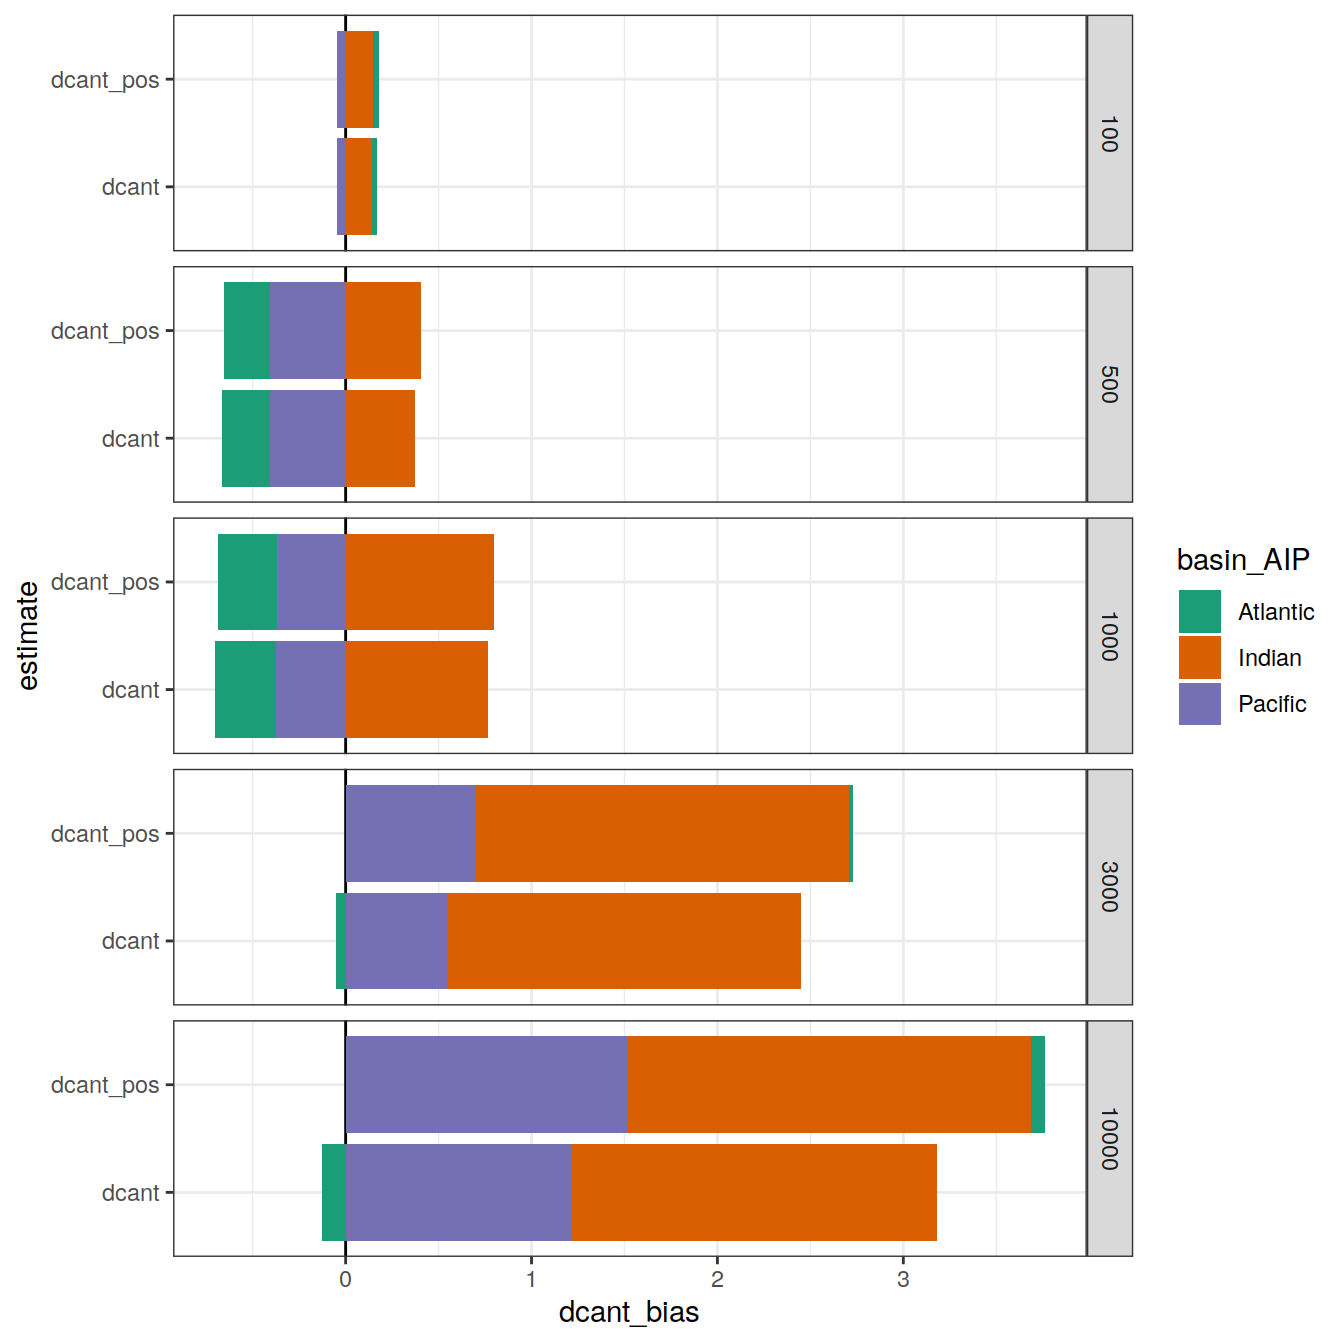 dcant_pos
dcant
100
dcant_pos
dcant
500
dcant_pos
dcant
1000
dcant_pos
dcant
3000
dcant_pos
dcant
10000
estimate
0 1 2 3
dcant_bias
basin_AIP
Atlantic
Indian
Pacific